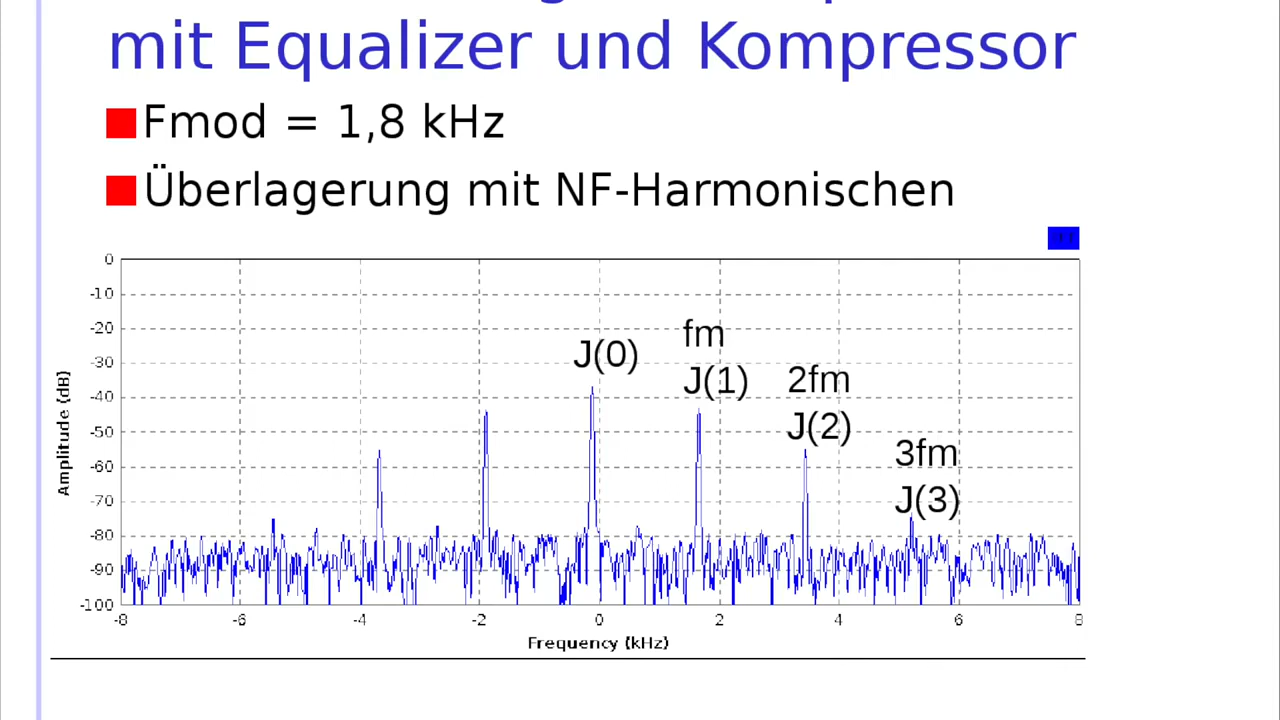 mit Equalizer und Kompressor
Fmod = 1,8 kHz
Überlagerung mit NF-Harmonischen
0
-10
-20
-30
-40
-50
-60
-70
-80
-90
-100
Amplitude (dB)
J(0)
fm
J(1)
2fm
J(2)
3fm
J(3)
-8 -6 -4 -2 0 2 4 6 8
Frequency (kHz)